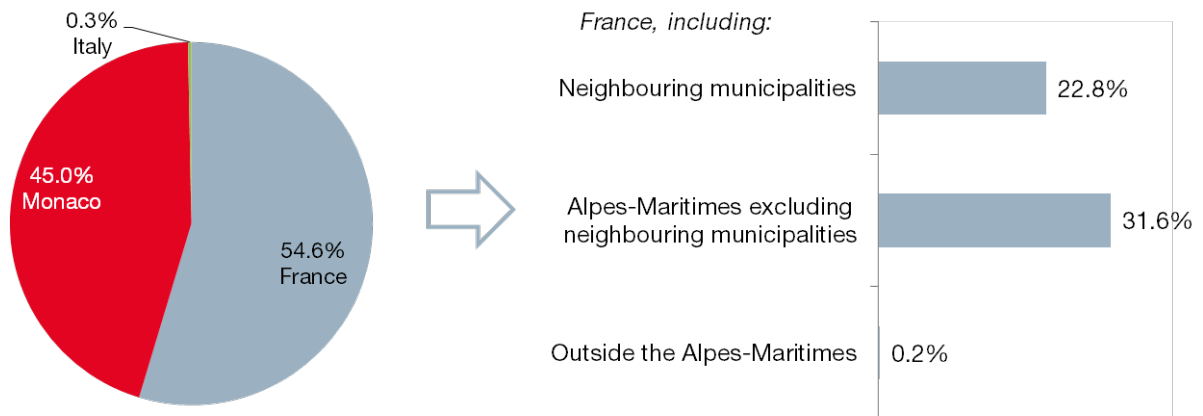 0.3%
Italy
45.0%
Monaco
54.6%
France
France, including:
Neighbouring municipalities
22.8%
Alpes-Maritimes excluding
neighbouring municipalities
31.6%
Outside the Alpes-Maritimes
0.2%